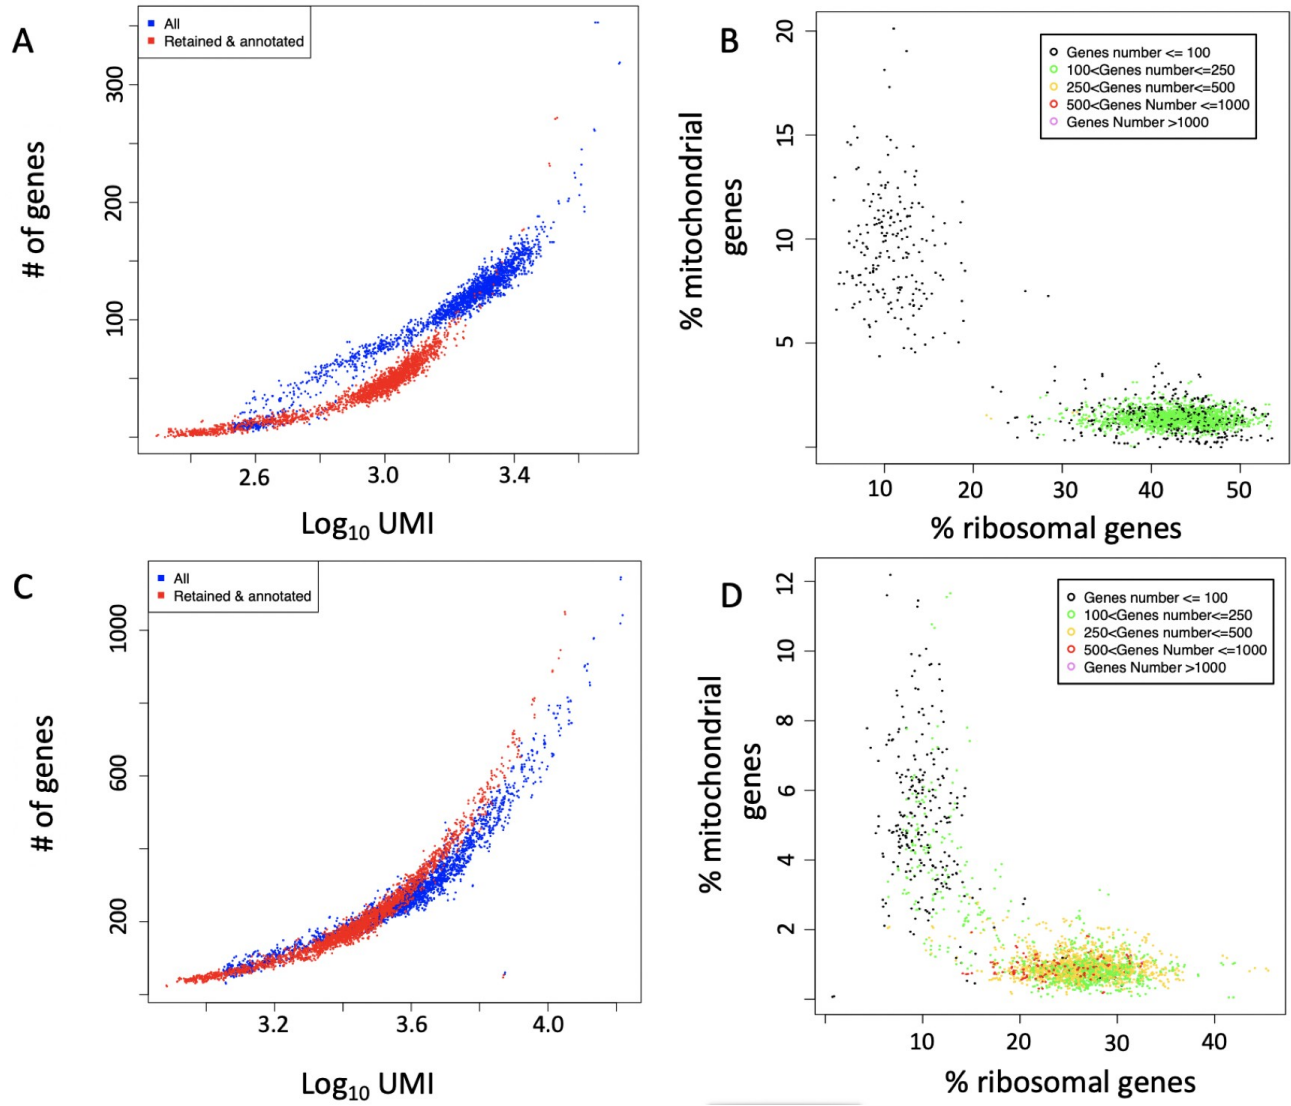 A
All
Retained & annotated
# of genes
300
200
100
2.6 3.0 3.4
Log10 UMI
B
Genes number <= 100
100<Genes number<=250
250<Genes number<=500
500<Genes Number <=1000
Genes Number >1000
% mitochondrial
genes
20
15
10
5
10 20 30 40 50
% ribosomal genes
C
All
Retained & annotated
# of genes
1000
600
200
3.2 3.6 4.0
Log10 UMI
D
Genes number <= 100
100<Genes number<=250
250<Genes number<=500
500<Genes Number <=1000
Genes Number >1000
% mitochondrial
genes
12
10
8
6
4
2
10 20 30 40
% ribosomal genes